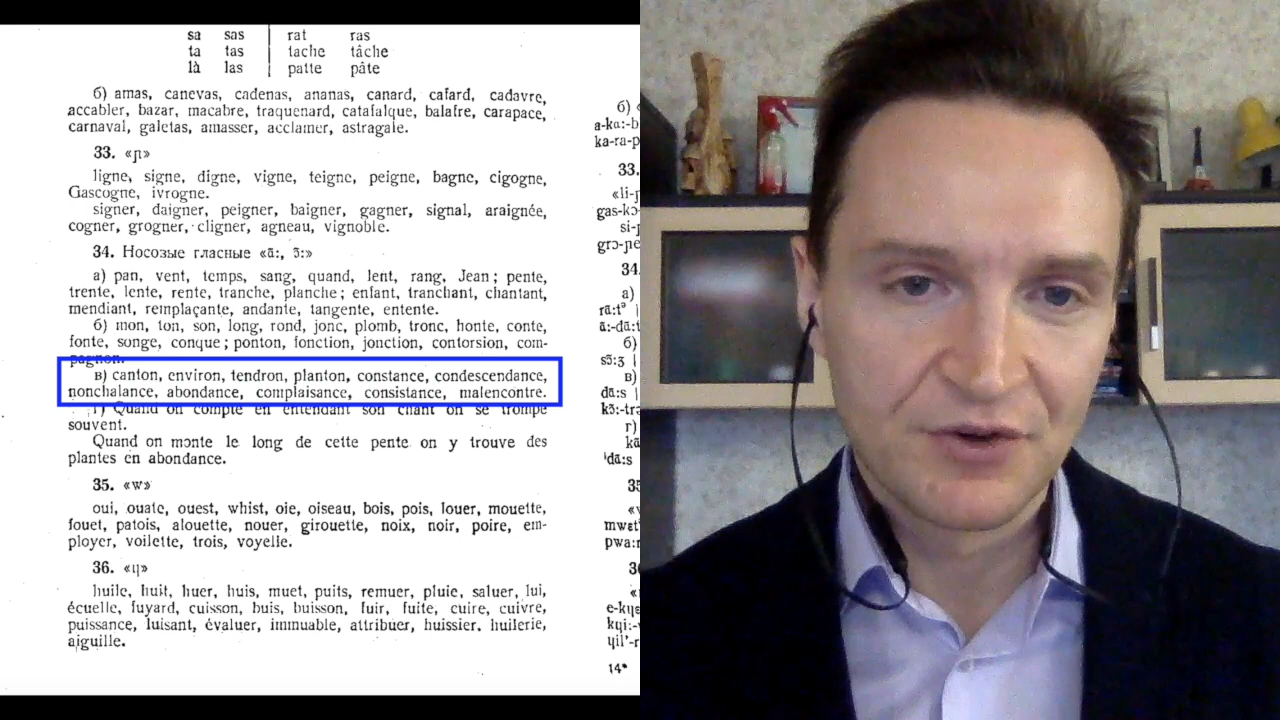 sa sas rat ras
ta tas tache tâche
là las patte pâte
б) amas, canevas, cadenas, ananas, canard, cafard, cadavre,
accabler, bazar, macabre, traquenard, catafalque, balafre, carapace,
carnaval, galetas, amasser, acclamer, astragale.
33. «ɲ»
ligne, signe, digne, vigne, teigne, peigne, bagne, cigogne,
Gascogne, ivrogne.
signer, daigner, peigner, baigner, gagner, signal, araignée,
cogner, grogner, cligner, agneau, vignoble.
34. Носовые гласные «ɑ̃:, ɔ̃:»
а) pan, vent, temps, sang, quand, lent, rang, Jean; pente,
trente, lente, rente, tranche, planche; enfant, tranchant, chantant,
mendiant, remplaçante, andante, tangente, entente.
б) mon, ton, son, long, rond, jonc, plomb, tronc, honte, conte,
fonte, songe, conque; ponton, fonction, jonction, contorsion, com-
pagnon.
в) canton, environ, tendron, planton, constance, condescendance,
nonchalance, abondance, complaisance, consistance, malencontre.
г) Quand on compte en entendant son chant on se trompe
souvent.
Quand on monte le long de cette pente on y trouve des
plantes en abondance.
35. «w»
oui, ouate, ouest, whist, oie, oiseau, bois, pois, louer, mouette,
fouet, patois, alouette, nouer, girouette, noix, noir, poire, em-
ployer, voilette, trois, voyelle.
36. «ɥ»
huile, huit, huer, huis, muet, puits, remuer, pluie, saluer, lui,
écuelle, fuyard, cuisson, buis, buisson, fuir, fuite, cuire, cuivre,
puissance, luisant, évaluer, immuable, attribuer, huissier, huilerie,
aiguille.
б)
ka-ra-p
33.
34
а)
б)
в)
г)
14*